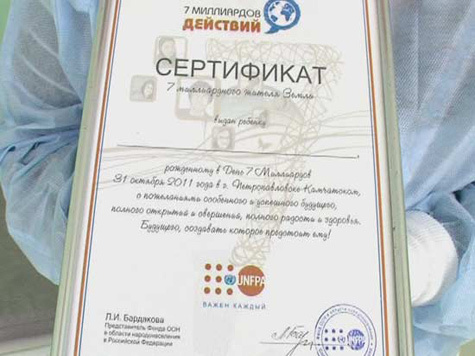 7 МИЛЛИАРДОВ
ДЕЙСТВИЙ
СЕРТИФИКАТ
7 миллиардного жителя Земли
выдан ребенку
рожденному в День 7 Миллиардов
31 октября 2011 года в г. Петропавловске-Камчатском,
с пожеланиями особенного и успешного будущего,
полного открытий и свершений, полного радости и здоровья.
Будущего, создавать которое предстоит ему!
UNFPA
ВАЖЕН КАЖДЫЙ
Л.И. Бардакова
Представитель Фонда ООН
в области народонаселения
в Российской Федерации